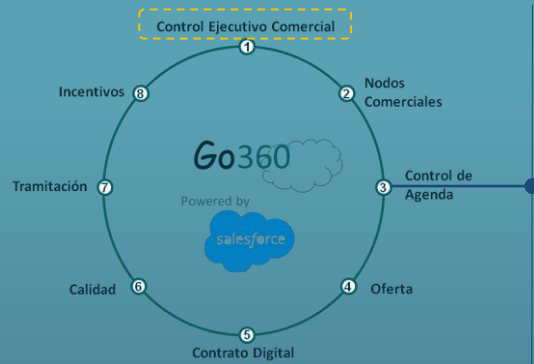 Control Ejecutivo Comercial
1
Incentivos
8
2
Nodos
Comerciales
Go360
Tramitación
7
3
Control de
Agenda
Powered by
salesforce
Calidad
6
4
Oferta
5
Contrato Digital